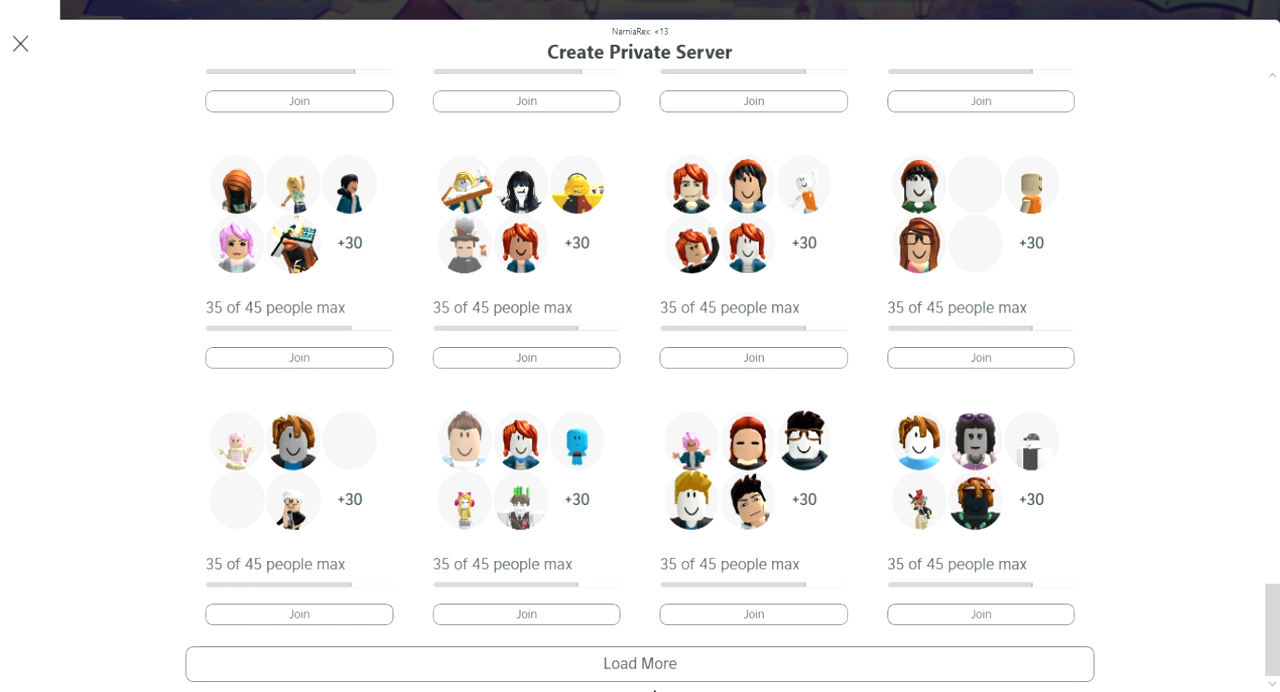 NarniaRex: <13
Create Private Server
Join Join Join Join
+30 +30 +30 +30
35 of 45 people max 35 of 45 people max 35 of 45 people max 35 of 45 people max
Join Join Join Join
+30 +30 +30 +30
35 of 45 people max 35 of 45 people max 35 of 45 people max 35 of 45 people max
Join Join Join Join
Load More